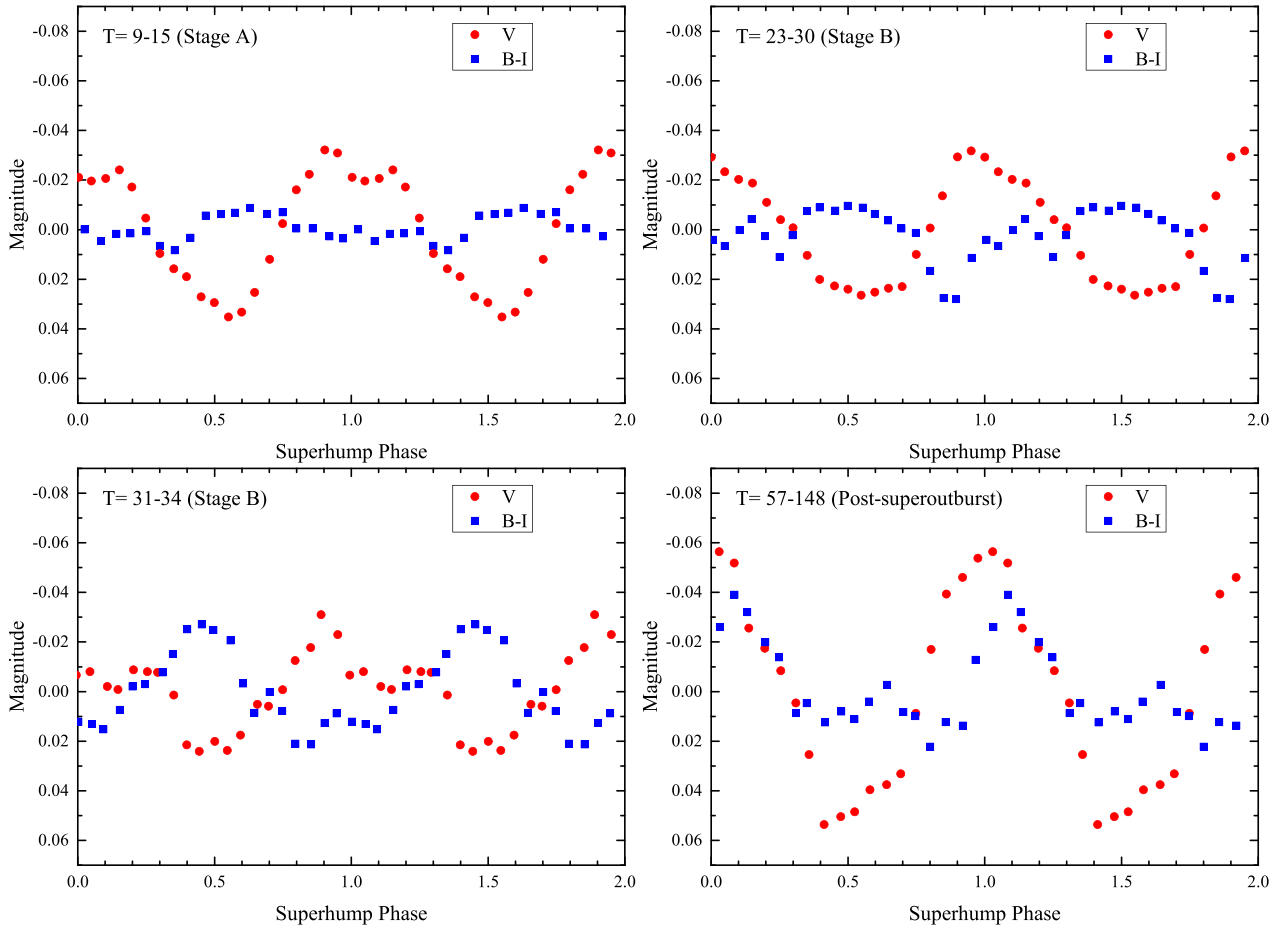 T= 9-15 (Stage A)
V
B-I
-0.08
-0.06
-0.04
-0.02
0.00
0.02
0.04
0.06
Magnitude
0.0
0.5
1.0
1.5
2.0
Superhump Phase
T= 23-30 (Stage B)
V
B-I
-0.08
-0.06
-0.04
-0.02
0.00
0.02
0.04
0.06
Magnitude
0.0
0.5
1.0
1.5
2.0
Superhump Phase
T= 31-34 (Stage B)
V
B-I
-0.08
-0.06
-0.04
-0.02
0.00
0.02
0.04
0.06
Magnitude
0.0
0.5
1.0
1.5
2.0
Superhump Phase
T= 57-148 (Post-superoutburst)
V
B-I
-0.08
-0.06
-0.04
-0.02
0.00
0.02
0.04
0.06
Magnitude
0.0
0.5
1.0
1.5
2.0
Superhump Phase